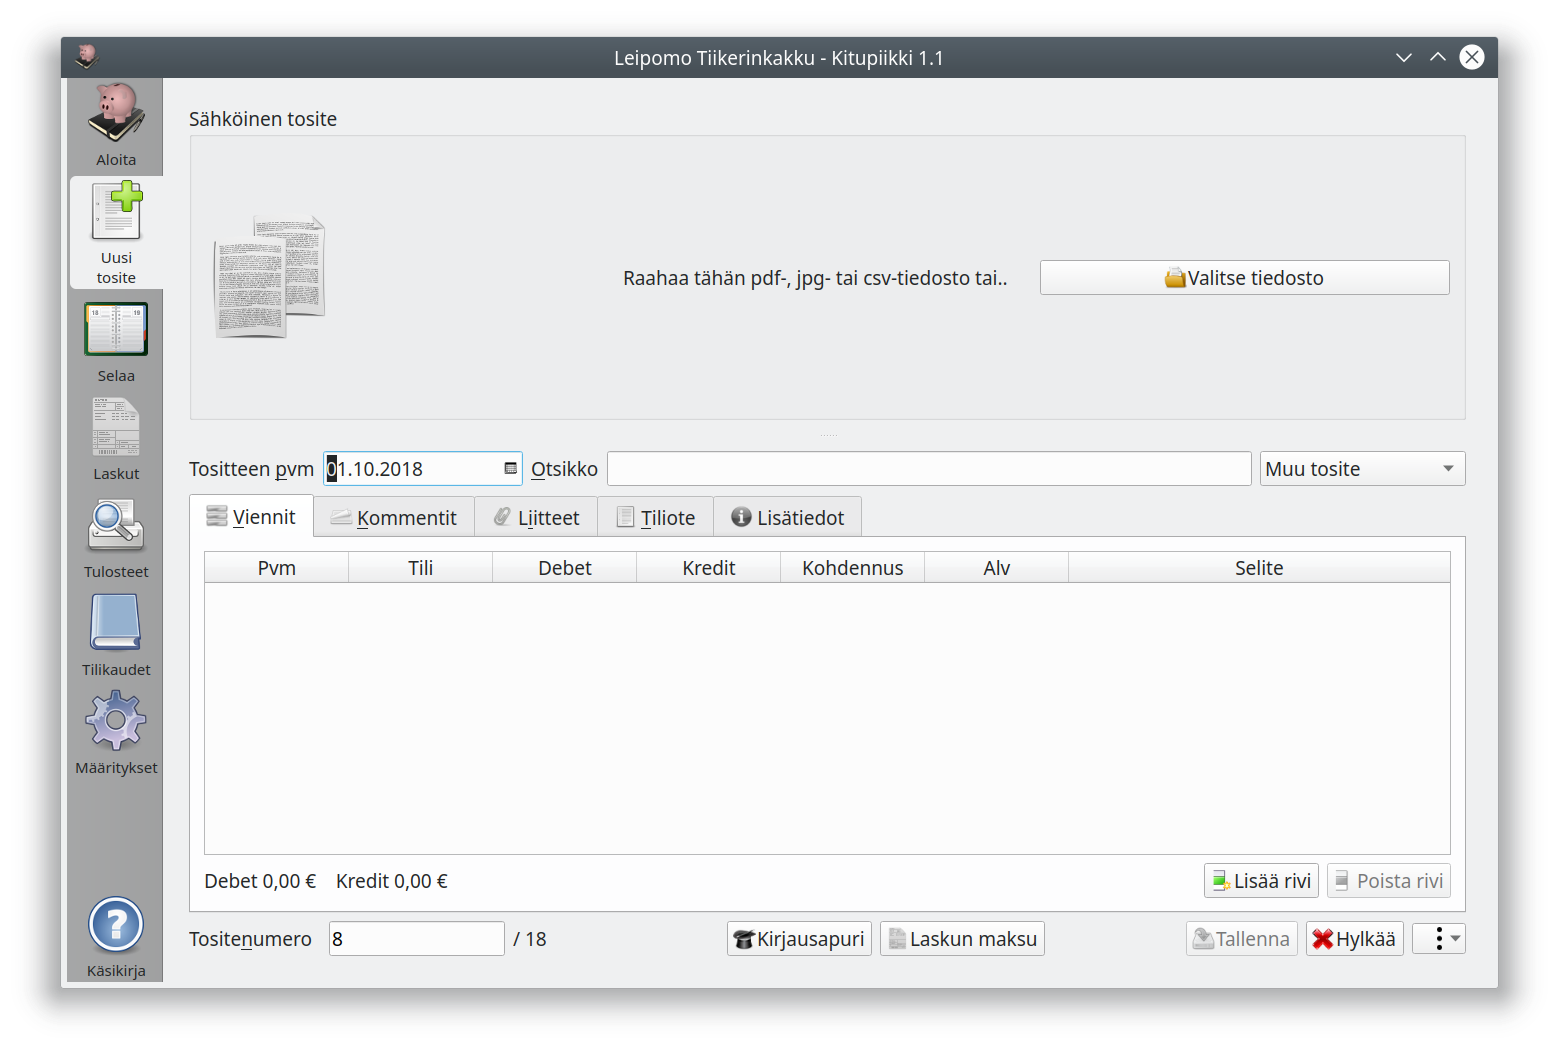 Leipomo Tiikerinkakku - Kitupiikki 1.1
Aloita
Uusi
tosite
Selaa
Laskut
Tulosteet
Tilikaudet
Määritykset
Käsikirja
Sähköinen tosite
Raahaa tähän pdf-, jpg- tai csv-tiedosto tai..
Valitse tiedosto
Tositteen pvm 01.10.2018 Otsikko Muu tosite
Viennit Kommentit Liitteet Tiliote Lisätiedot
Pvm Tili Debet Kredit Kohdennus Alv Selite
Debet 0,00 € Kredit 0,00 € Lisää rivi Poista rivi
Tositenumero 8 / 18 Kirjausapuri Laskun maksu Tallenna Hylkää